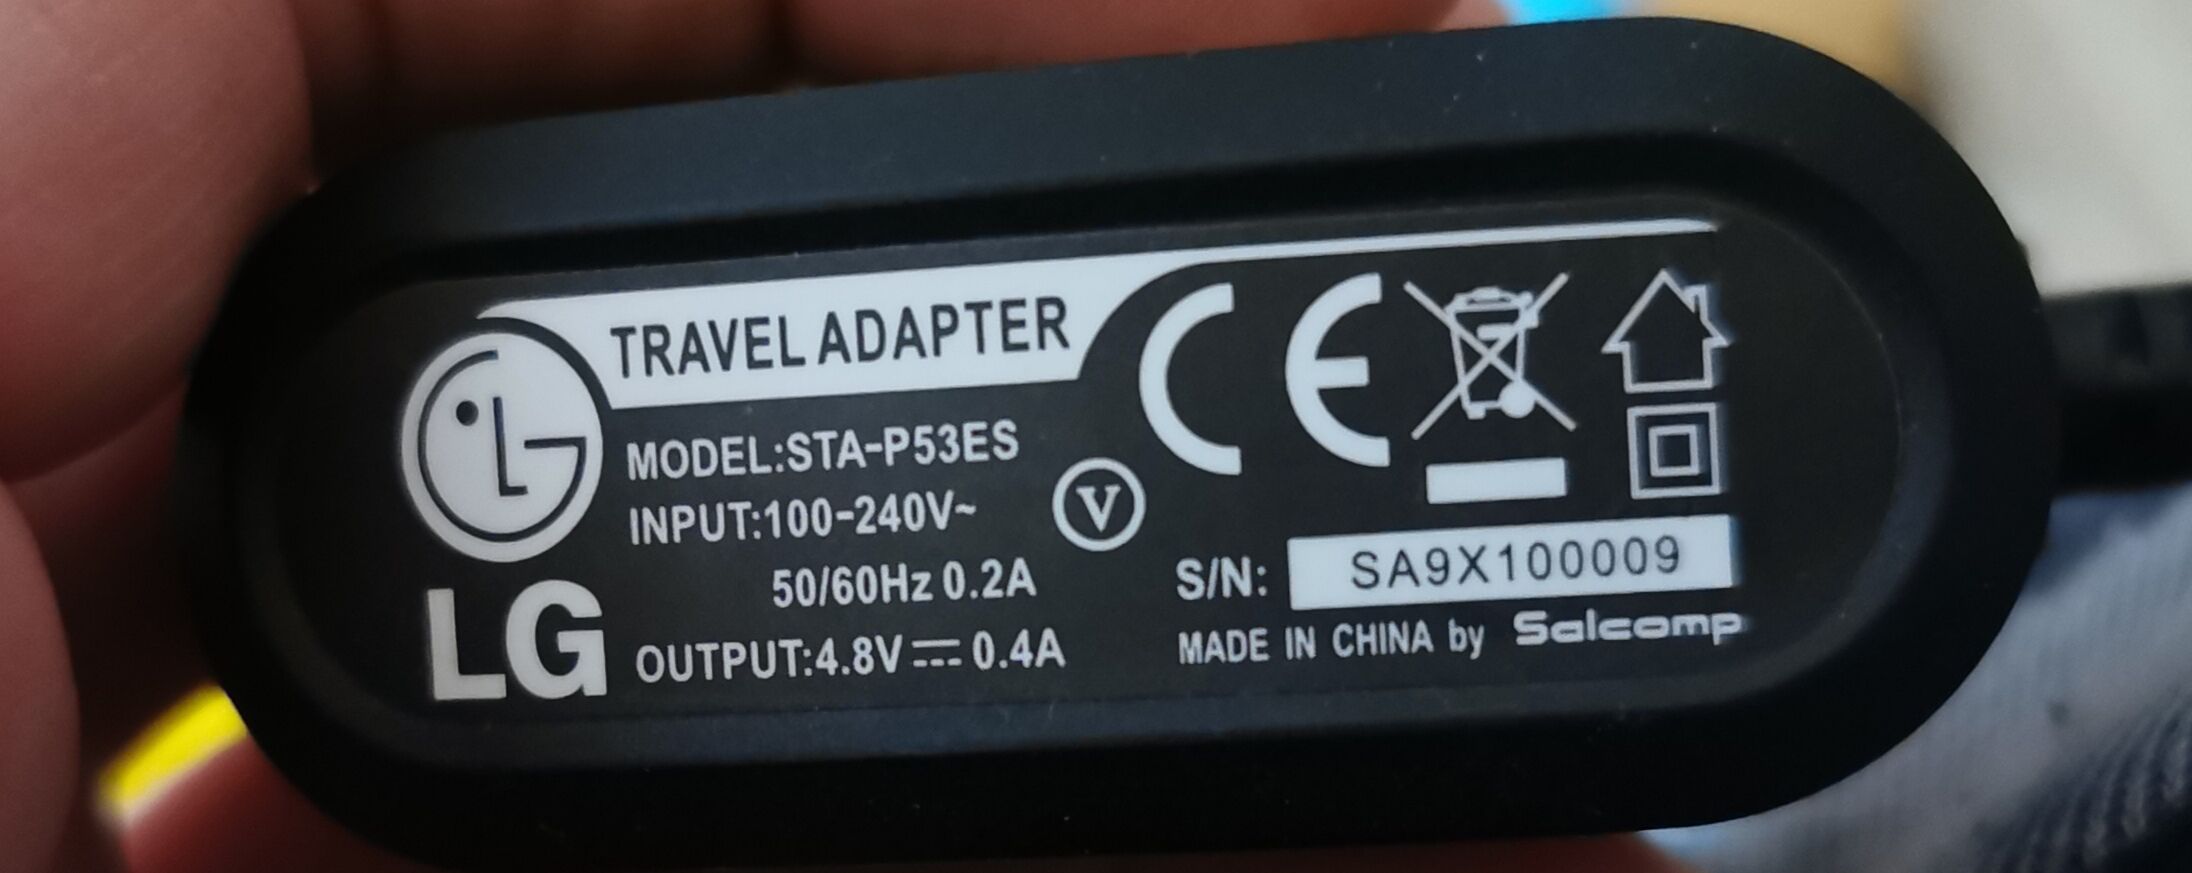 TRAVEL ADAPTER
LG
MODEL:STA-P53ES
INPUT:100-240V~
50/60Hz 0.2A
OUTPUT:4.8V⎓0.4A
V
CE
S/N: SA9X100009
MADE IN CHINA by Salcomp